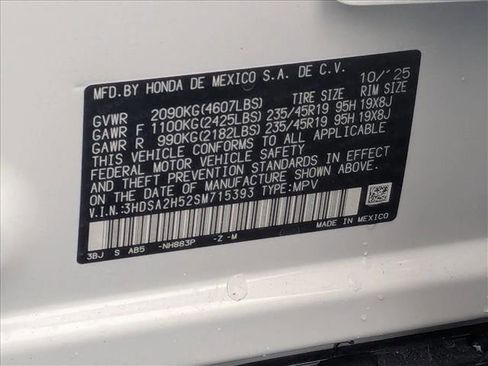 MFD.BY HONDA DE MEXICO S.A. DE C.V. 10/'25
GVWR 2090KG(4607LBS) TIRE SIZE RIM SIZE
GAWR F 1100KG(2425LBS) 235/45R19 95H 19X8J
GAWR R 990KG(2182LBS) 235/45R19 95H 19X8J
THIS VEHICLE CONFORMS TO ALL APPLICABLE
FEDERAL MOTOR VEHICLE SAFETY
AND THEFT PREVENTION STANDARDS IN EFFECT
ON THE DATE OF MANUFACTURE SHOWN ABOVE.
V.I.N.:3HDSA2H52SM715393 TYPE:MPV
3BJ S AB5 -NH883P -Z -M
MADE IN MEXICO